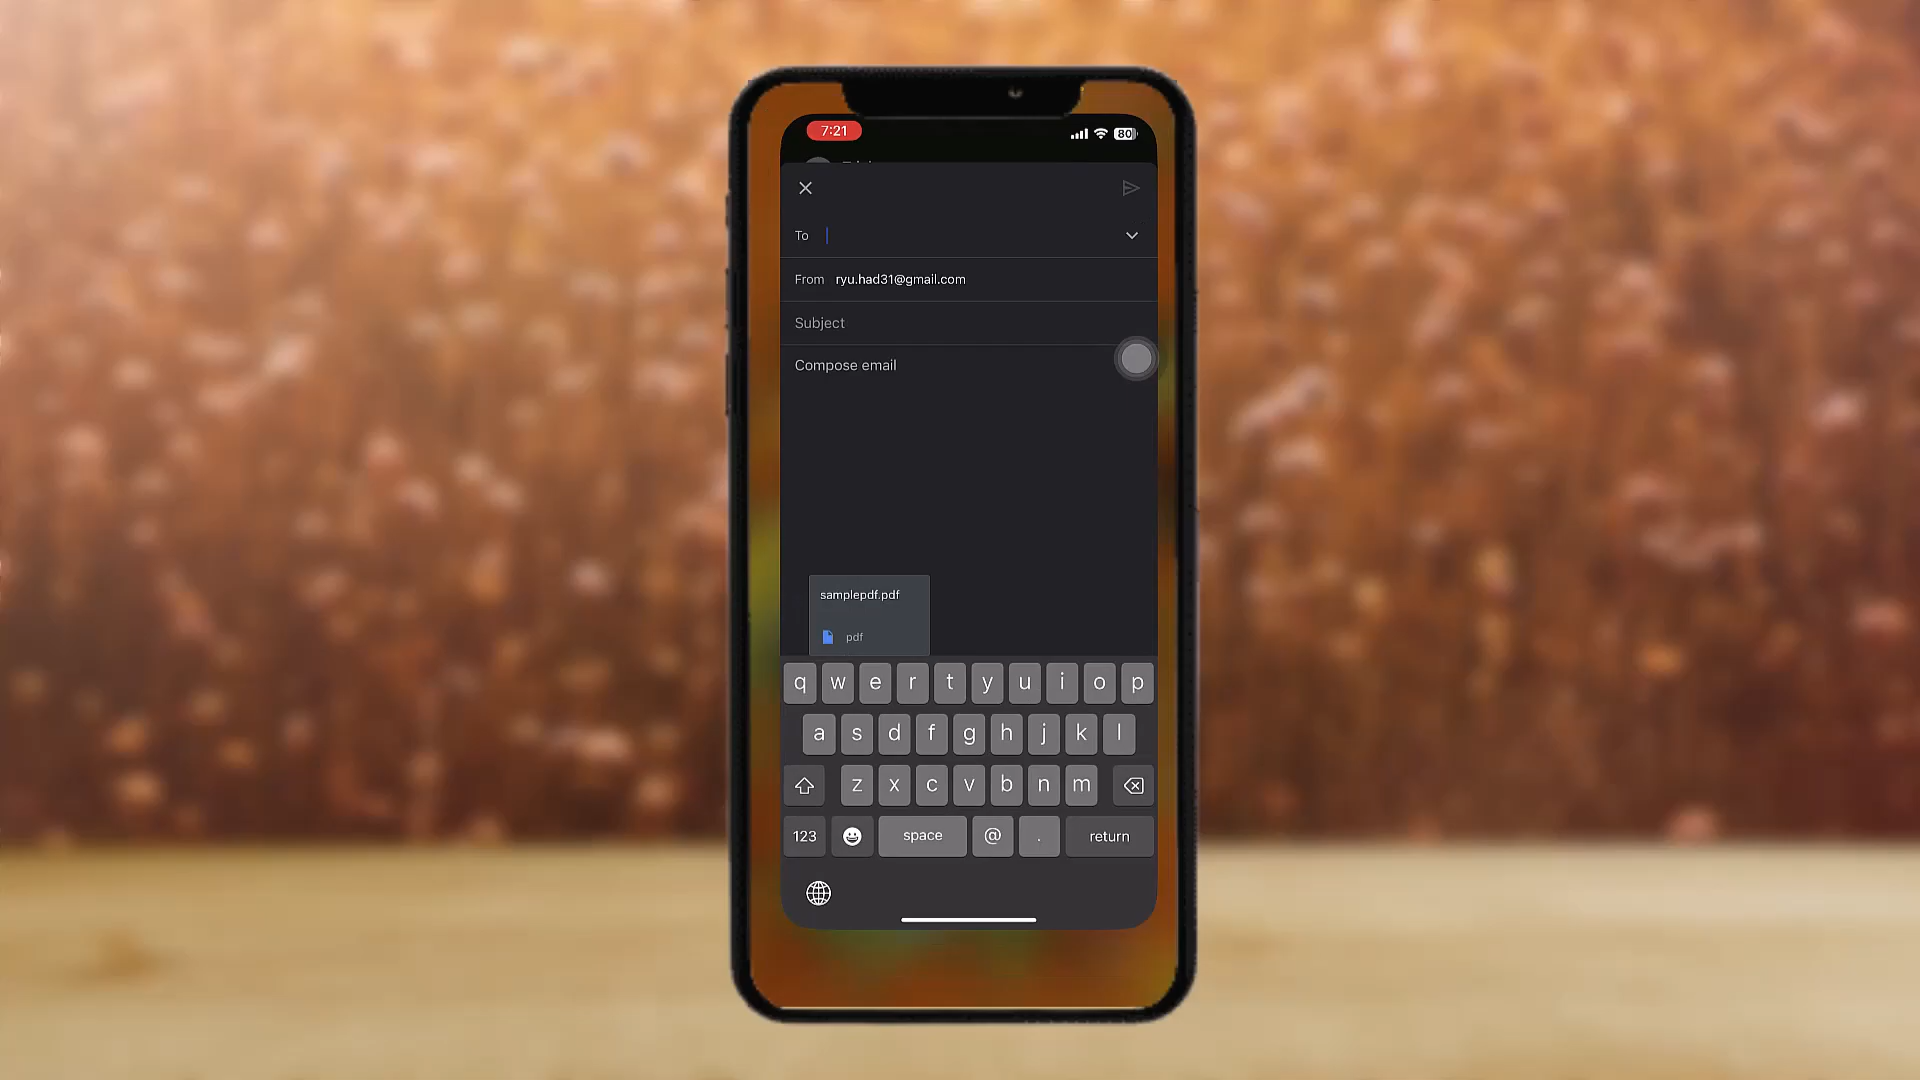 7:21
80
To
From ryu.had31@gmail.com
Subject
Compose email
samplepdf.pdf
pdf
q w e r t y u i o p
a s d f g h j k l
z x c v b n m
123 space @ . return